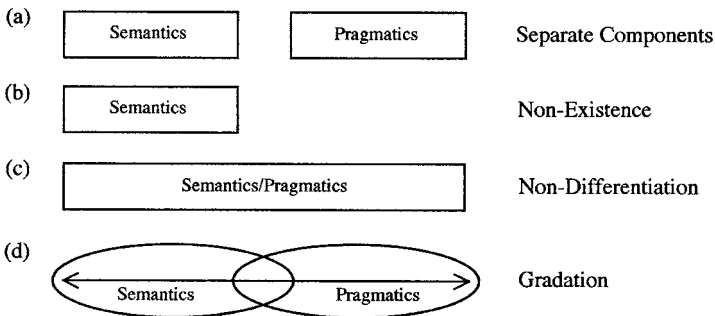 (a) Semantics Pragmatics Separate Components
(b) Semantics Non-Existence
(c) Semantics/Pragmatics Non-Differentiation
(d) Semantics Pragmatics Gradation